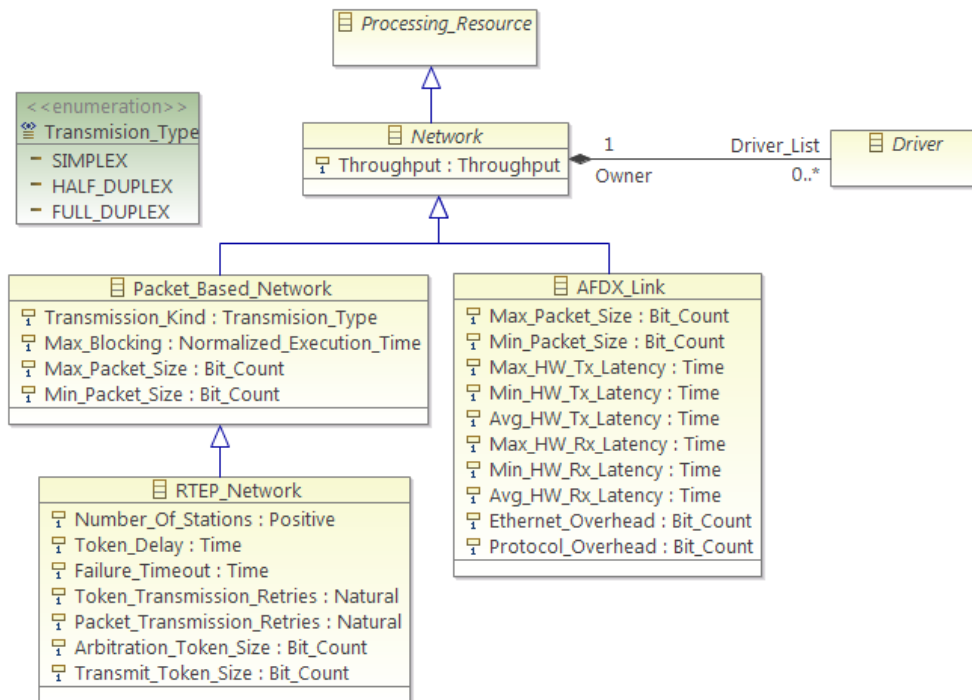 Processing_Resource
<<enumeration>>
Transmision_Type
SIMPLEX
HALF_DUPLEX
FULL_DUPLEX
Network
Throughput : Throughput
1
Owner
Driver_List
0..*
Driver
Packet_Based_Network
Transmission_Kind : Transmision_Type
Max_Blocking : Normalized_Execution_Time
Max_Packet_Size : Bit_Count
Min_Packet_Size : Bit_Count
AFDX_Link
Max_Packet_Size : Bit_Count
Min_Packet_Size : Bit_Count
Max_HW_Tx_Latency : Time
Min_HW_Tx_Latency : Time
Avg_HW_Tx_Latency : Time
Max_HW_Rx_Latency : Time
Min_HW_Rx_Latency : Time
Avg_HW_Rx_Latency : Time
Ethernet_Overhead : Bit_Count
Protocol_Overhead : Bit_Count
RTEP_Network
Number_Of_Stations : Positive
Token_Delay : Time
Failure_Timeout : Time
Token_Transmission_Retries : Natural
Packet_Transmission_Retries : Natural
Arbitration_Token_Size : Bit_Count
Transmit_Token_Size : Bit_Count